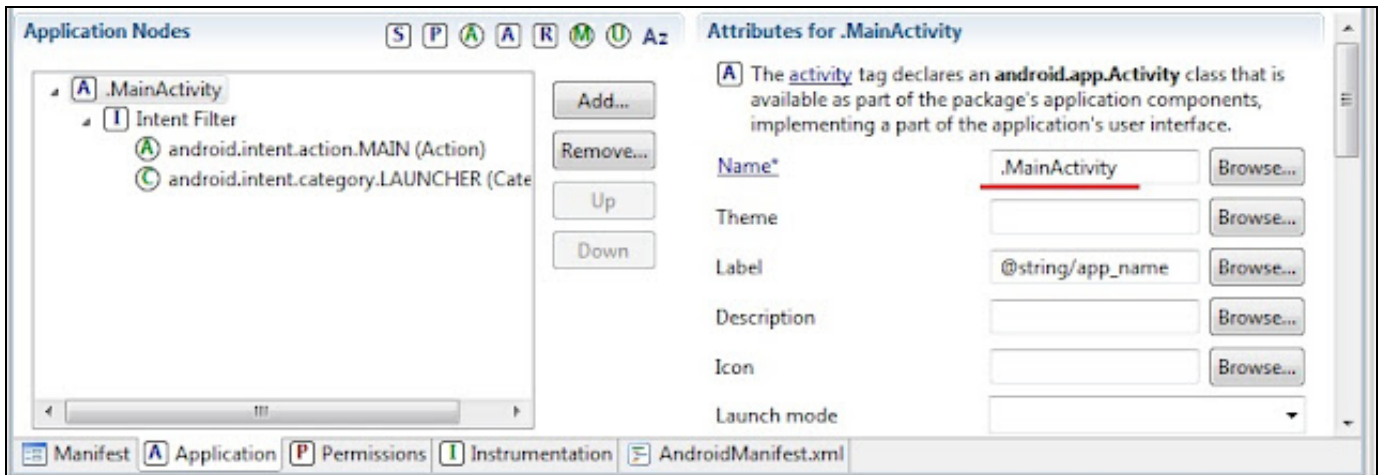 Application Nodes
S P A A R M U Az
.MainActivity
Intent Filter
android.intent.action.MAIN (Action)
android.intent.category.LAUNCHER (Cate
Add...
Remove...
Up
Down
Attributes for .MainActivity
A The activity tag declares an android.app.Activity class that is
available as part of the package's application components,
implementing a part of the application's user interface.
Name* .MainActivity Browse...
Theme Browse...
Label @string/app_name Browse...
Description Browse...
Icon Browse...
Launch mode
Manifest A Application P Permissions I Instrumentation AndroidManifest.xml